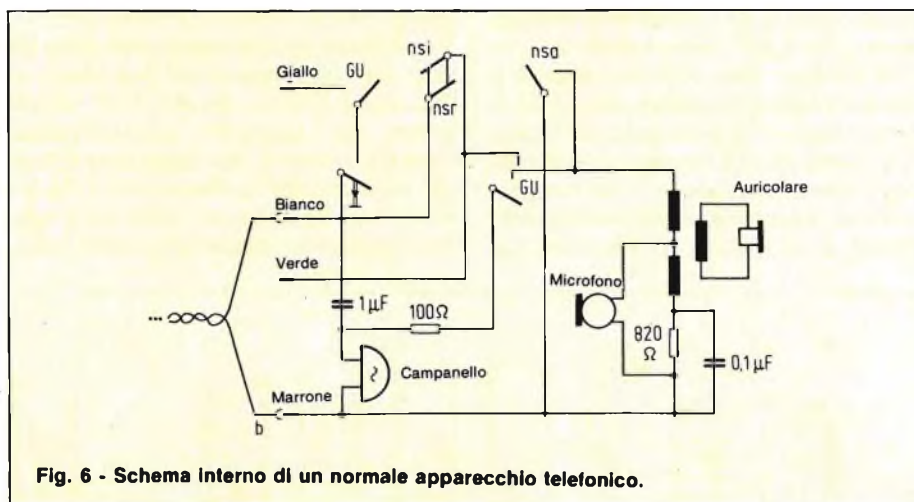 nsi
nsa
Giallo
GU
nsr
GU
Auricolare
Bianco
Verde
Microfono
1µF
100Ω
820
Ω
0,1µF
Campanello
Marrone
b
Fig. 6 - Schema interno di un normale apparecchio telefonico.